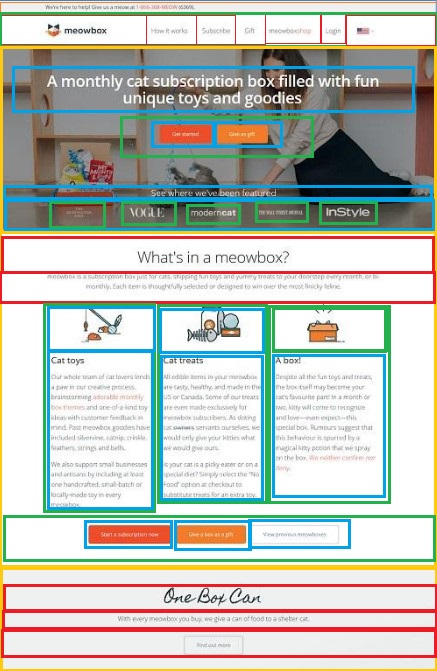 We're here to help! Give us a meow at 1-866-368-MEOW (6369).
meowbox
How it works
Subscribe
Gift
meowboxshop
Login
A monthly cat subscription box filled with fun
unique toys and goodies
Get started
Give as gift
See where we've been featured
VOGUE
moderncat
THE WALL STREET JOURNAL
InStyle
What's in a meowbox?
meowbox is a subscription box just for cats, shipping fun toys and yummy treats to your doorstep every month, or bi-
monthly. Each item is thoughtfully selected or designed to win over the most finicky feline.
Cat toys
Our whole team of cat lovers lends
a paw in our creative process,
brainstorming adorable monthly
box themes and one-of-a-kind toy
ideas with customer feedback in
mind. Past meowbox goodies have
included silvervine, catnip, crinkle,
feathers, strings and bells.
We also support small businesses
and artisans by including at least
one handcrafted, small-batch or
locally-made toy in every
meowbox.
Cat treats
All edible items in your meowbox
are tasty, healthy, and made in the
US or Canada. Some of our treats
are even made exclusively for
meowbox subscribers. As doting
cat owners servants ourselves, we
would only give your kitties what
we would give ours.
Is your cat a picky eater or on a
special diet? Simply select the "No
Food" option at checkout to
substitute treats for an extra toy.
A box!
Despite all the fun toys and treats,
the box itself may become your
cat's favourite part! In a month or
two, kitty will come to recognize
and love—even expect—this
special box. Rumours suggest that
this behaviour is spurred by a
magical kitty potion that we spray
on the box. We neither confirm nor
deny.
Start a subscription now
Give a box as a gift
View previous meowboxes
One Box One Can
With every meowbox you buy, we give a can of food to a shelter cat.
Find out more